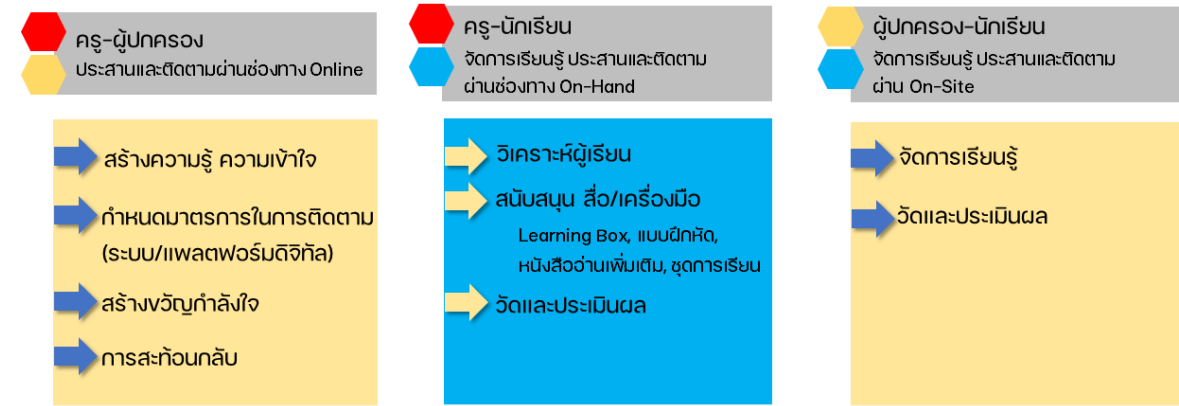 ครู-ผู้ปกครอง
ประสานและติดตามผ่านช่องทาง Online
สร้างความรู้ ความเข้าใจ
กำหนดมาตรการในการติดตาม
(ระบบ/แพลตฟอร์มดิจิทัล)
สร้างขวัญกำลังใจ
การสะท้อนกลับ
ครู-นักเรียน
จัดการเรียนรู้ ประสานและติดตาม
ผ่านช่องทาง On-Hand
วิเคราะห์ผู้เรียน
สนับสนุน สื่อ/เครื่องมือ
Learning Box, แบบฝึกหัด,
หนังสืออ่านเพิ่มเติม, ชุดการเรียน
วัดและประเมินผล
ผู้ปกครอง-นักเรียน
จัดการเรียนรู้ ประสานและติดตาม
ผ่าน On-Site
จัดการเรียนรู้
วัดและประเมินผล